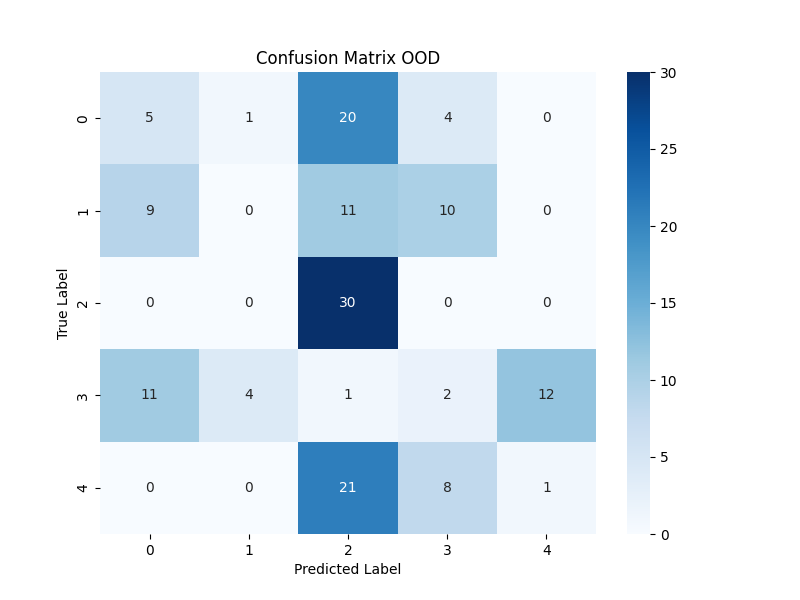 Confusion Matrix OOD
True Label
0 5 1 20 4 0
1 9 0 11 10 0
2 0 0 30 0 0
3 11 4 1 2 12
4 0 0 21 8 1
0 1 2 3 4
Predicted Label
30
25
20
15
10
5
0